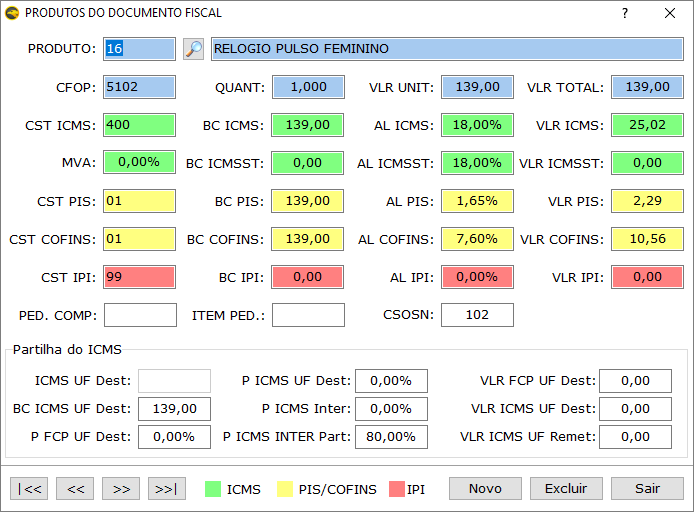 PRODUTOS DO DOCUMENTO FISCAL ?
PRODUTO: 16 RELOGIO PULSO FEMININO
CFOP: 5102 QUANT: 1,000 VLR UNIT: 139,00 VLR TOTAL: 139,00
CST ICMS: 400 BC ICMS: 139,00 AL ICMS: 18,00% VLR ICMS: 25,02
MVA: 0,00% BC ICMSST: 0,00 AL ICMSST: 18,00% VLR ICMSST: 0,00
CST PIS: 01 BC PIS: 139,00 AL PIS: 1,65% VLR PIS: 2,29
CST COFINS: 01 BC COFINS: 139,00 AL COFINS: 7,60% VLR COFINS: 10,56
CST IPI: 99 BC IPI: 0,00 AL IPI: 0,00% VLR IPI: 0,00
PED. COMP: ITEM PED.: CSOSN: 102
Partilha do ICMS
ICMS UF Dest: P ICMS UF Dest: 0,00% VLR FCP UF Dest: 0,00
BC ICMS UF Dest: 139,00 P ICMS Inter: 0,00% VLR ICMS UF Dest: 0,00
P FCP UF Dest: 0,00% P ICMS INTER Part: 80,00% VLR ICMS UF Remet: 0,00
|<< << >> >>| ICMS PIS/COFINS IPI Novo Excluir Sair